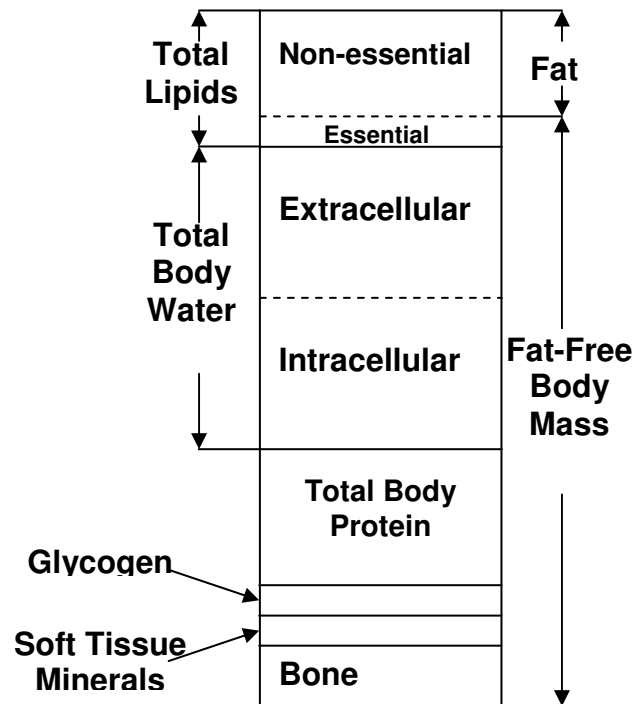 Total
Lipids
Non-essential
Fat
Essential
Total
Body
Water
Extracellular
Intracellular
Fat-Free
Body
Mass
Total Body
Protein
Glycogen
Soft Tissue
Minerals
Bone